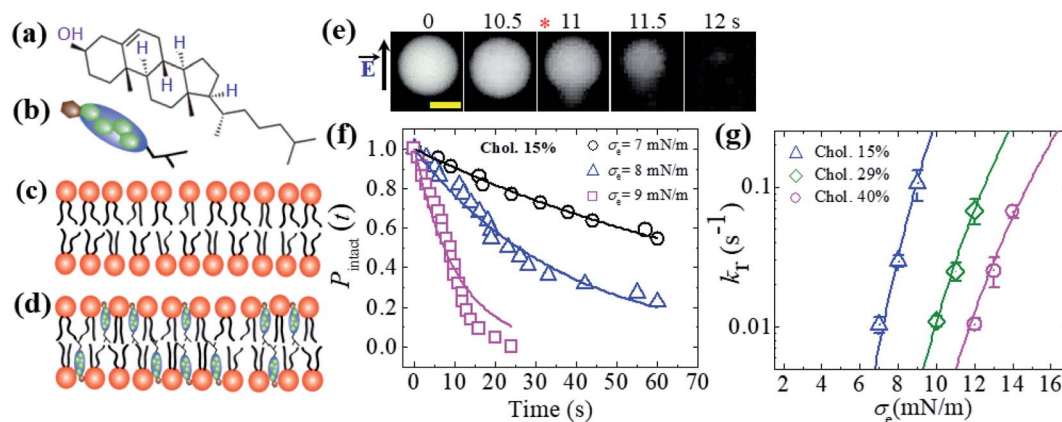 (a)
OH
H
H
H
H
(b)
(c)
(d)
(e)
E
0 10.5 * 11 11.5 12 s
(f)
Chol. 15%
σe = 7 mN/m
σe = 8 mN/m
σe = 9 mN/m
Pintact (t)
1.0
0.8
0.6
0.4
0.2
0.0
0 10 20 30 40 50 60 70
Time (s)
(g)
Chol. 15%
Chol. 29%
Chol. 40%
kr (s-1)
0.1
0.01
2 4 6 8 10 12 14 16
σe(mN/m)